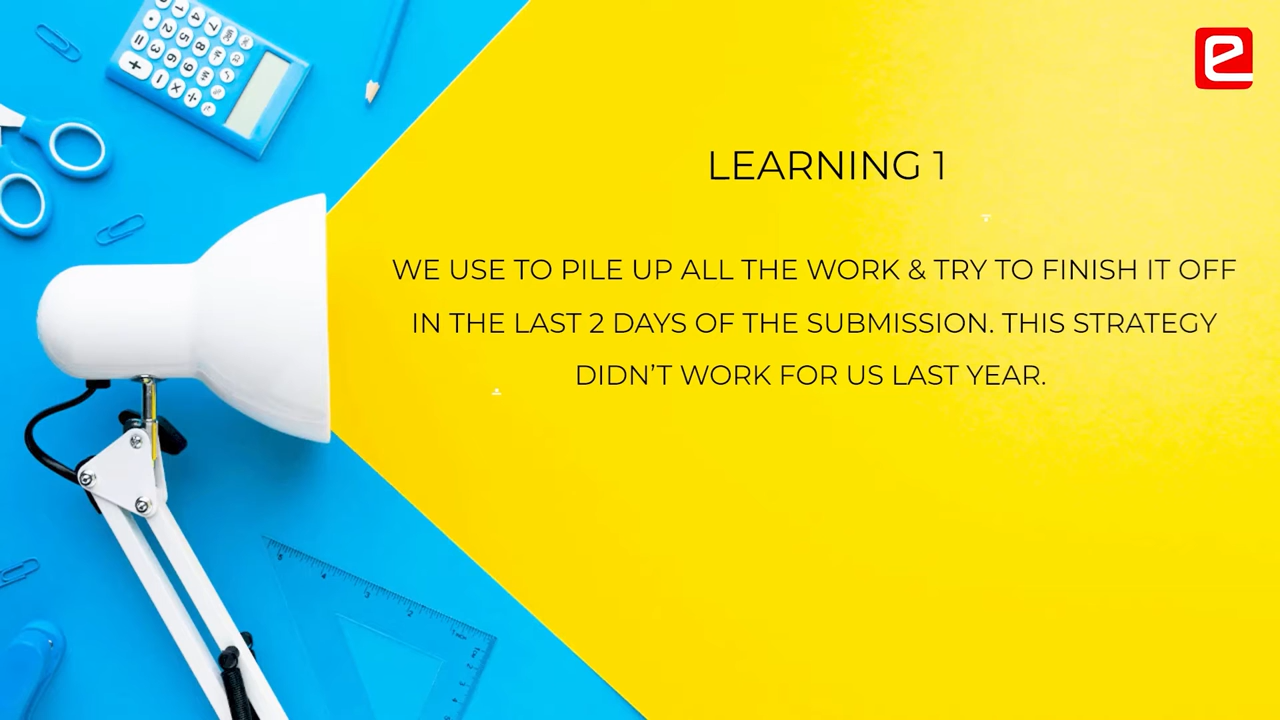 LEARNING 1
WE USE TO PILE UP ALL THE WORK & TRY TO FINISH IT OFF
IN THE LAST 2 DAYS OF THE SUBMISSION. THIS STRATEGY
DIDN'T WORK FOR US LAST YEAR.